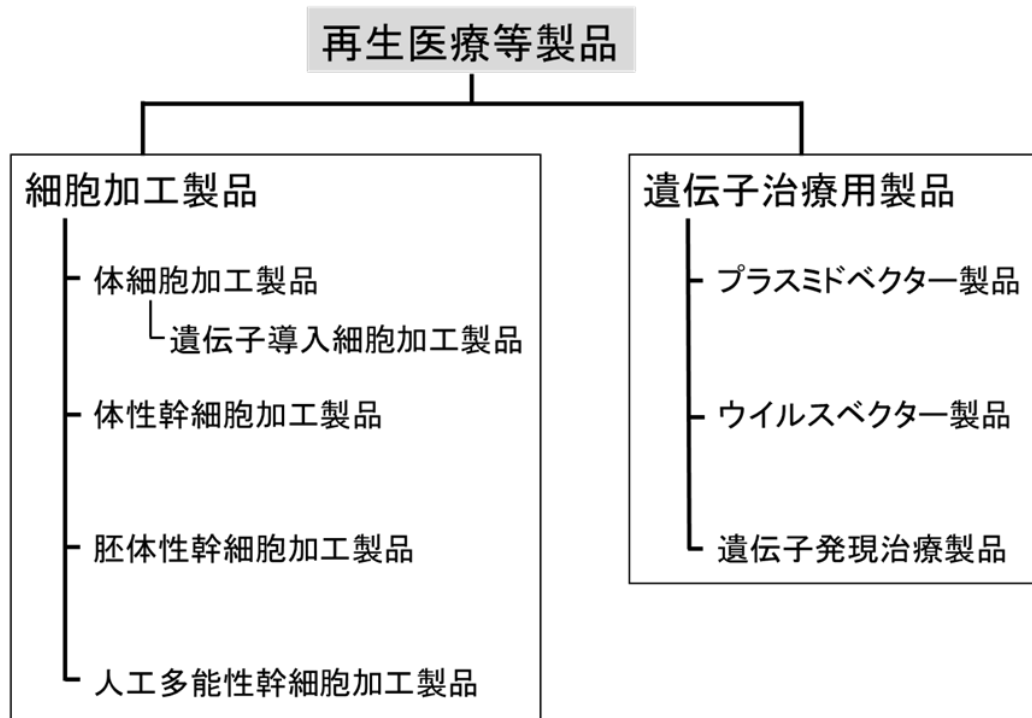 再生医療等製品
細胞加工製品
体細胞加工製品
遺伝子導入細胞加工製品
体性幹細胞加工製品
胚体性幹細胞加工製品
人工多能性幹細胞加工製品
遺伝子治療用製品
プラスミドベクター製品
ウイルスベクター製品
遺伝子発現治療製品